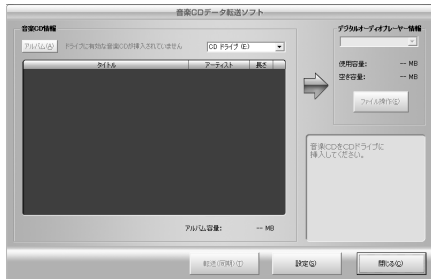 音楽CDデータ転送ソフト
音楽CD情報
アルバム(A)
ドライブに有効な音楽CDが挿入されていません
CD ドライブ (E)
タイトル
アーティスト
長さ
アルバム容量: -- MB
デジタルオーディオプレーヤー情報
使用容量: -- MB
空き容量: -- MB
ファイル操作(E)
音楽CDをCDドライブに
挿入してください。
転送(同期)(T)
設定(S)
閉じる(C)